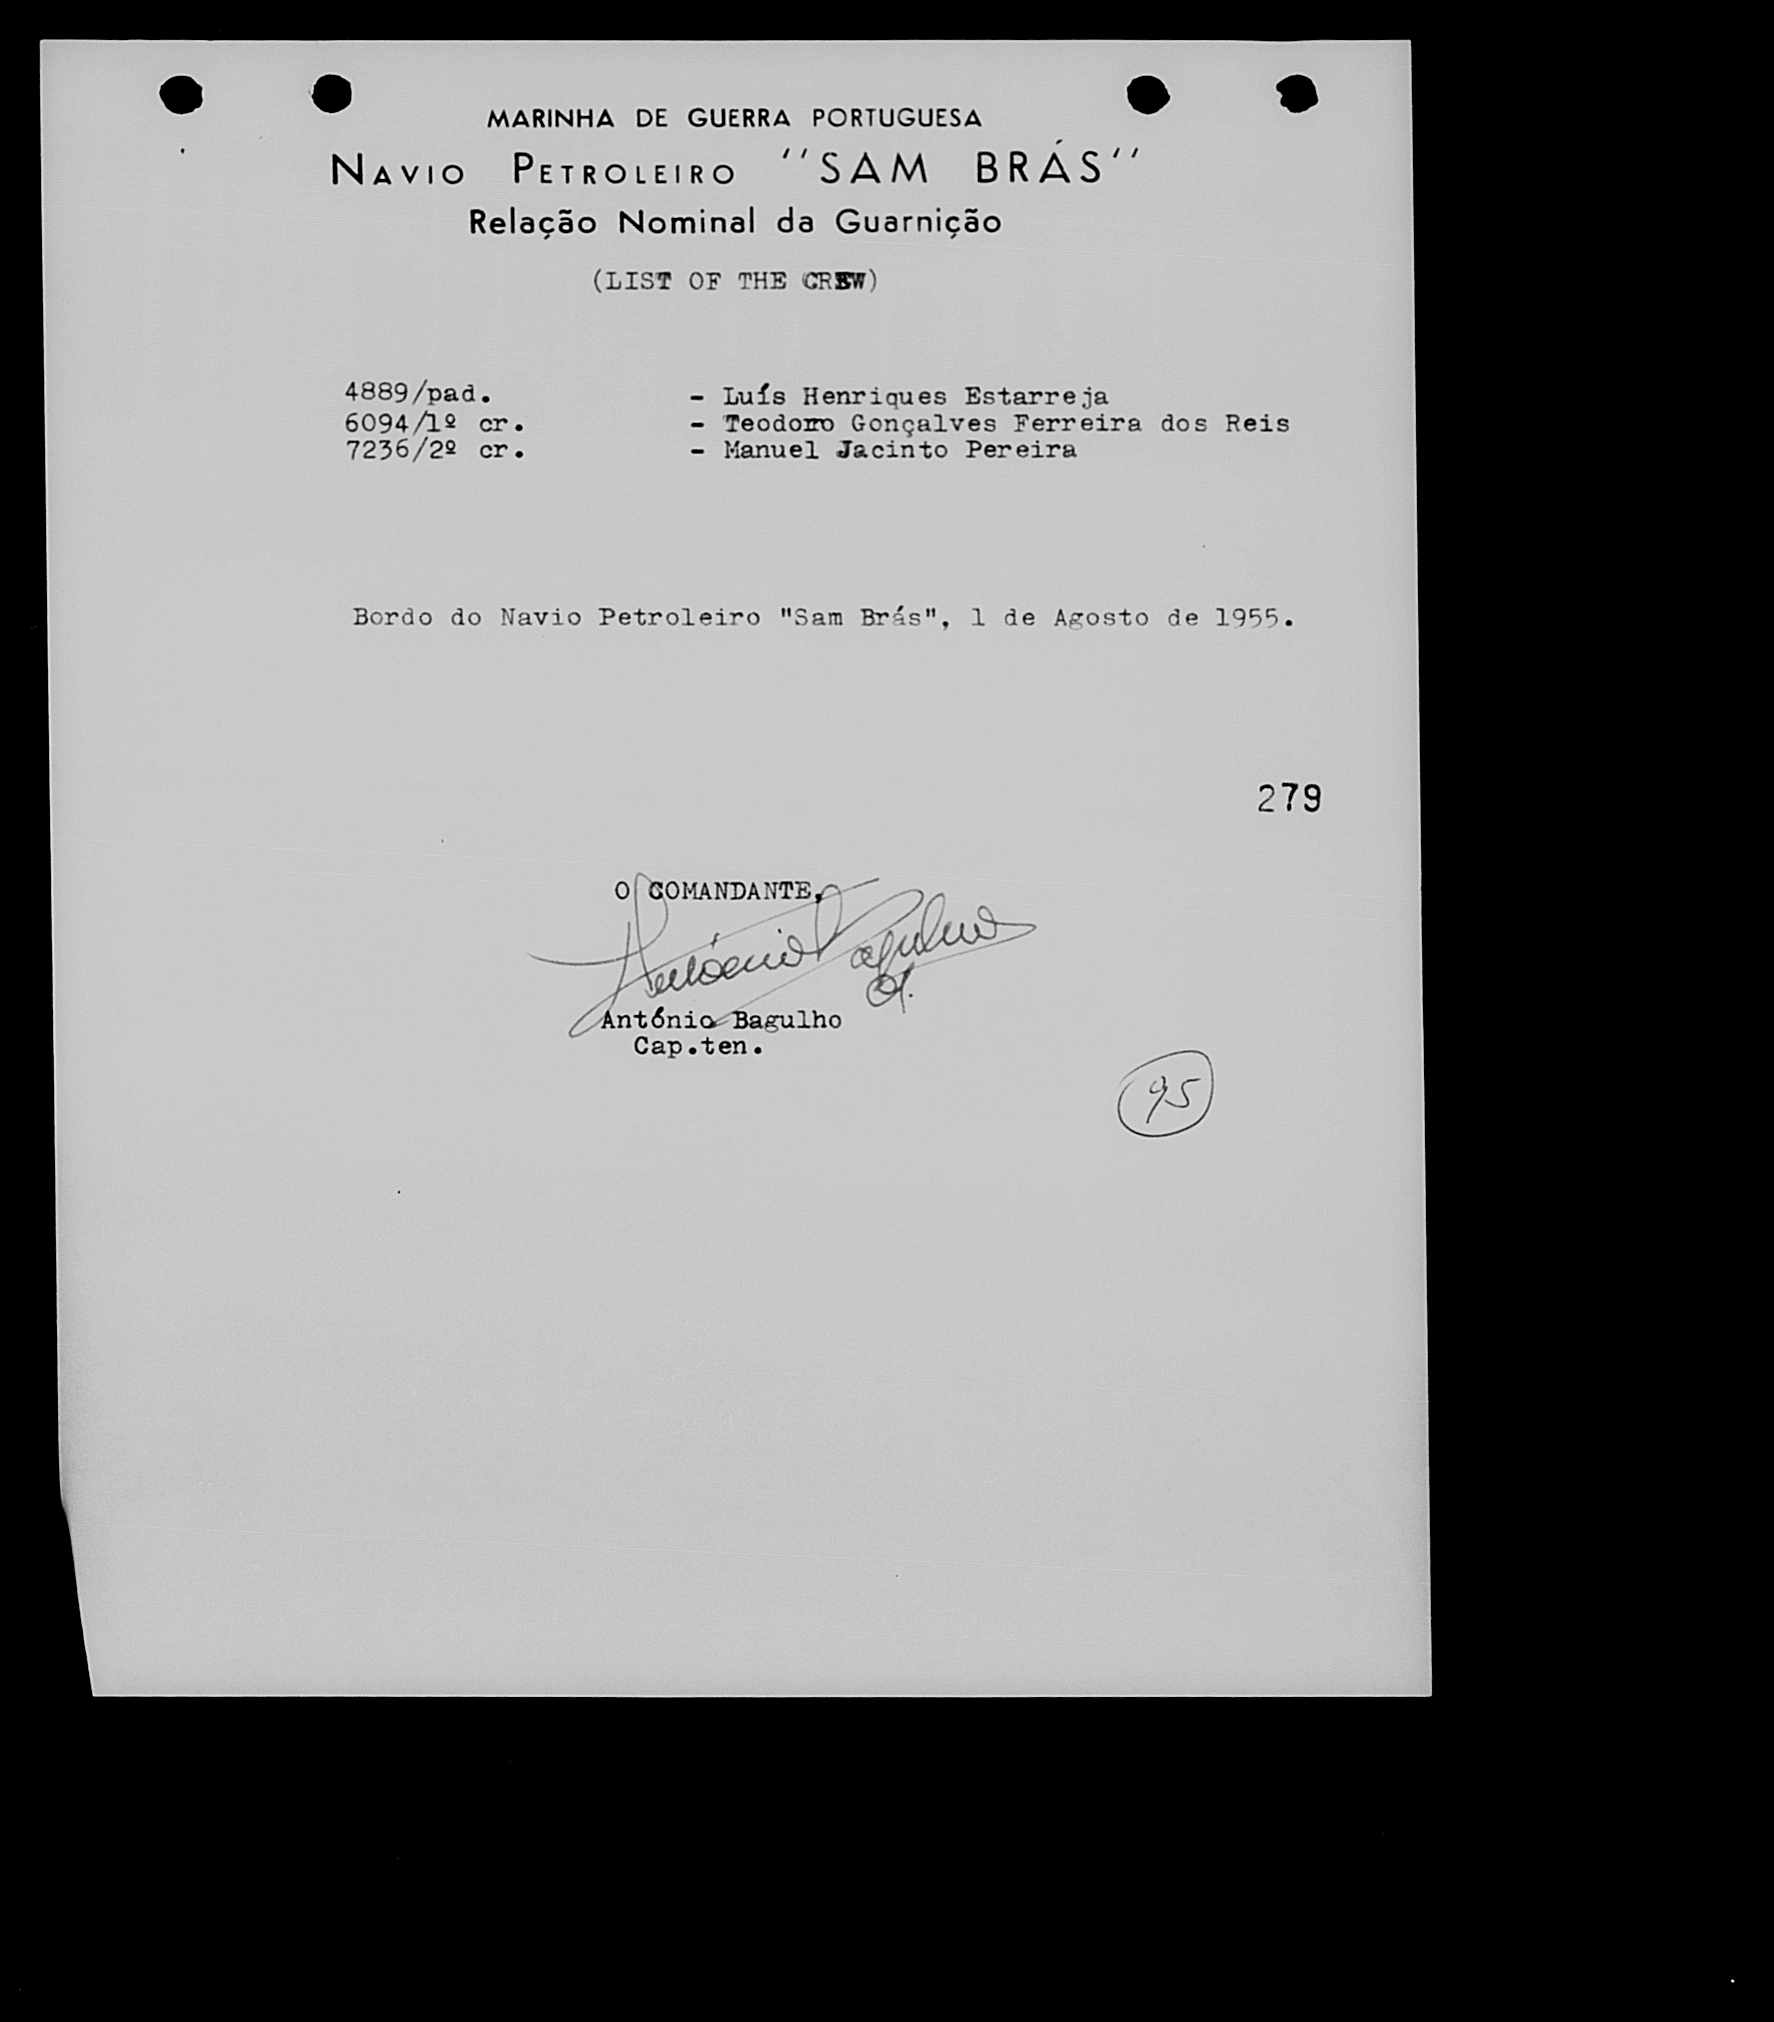 MARINHA DE GUERRA PORTUGUESA
NAVIO PETROLEIRO "SAM BRÁS"
Relação Nominal da Guarnição
(LIST OF THE CREW)
4889/pad. - Luís Henriques Estarreja
6094/1º cr. - Teodoro Gonçalves Ferreira dos Reis
7236/2º cr. - Manuel Jacinto Pereira
Bordo do Navio Petroleiro "Sam Brás", 1 de Agosto de 1955.
279
O COMANDANTE,
António Bagulho
António Bagulho
Cap.ten.
95